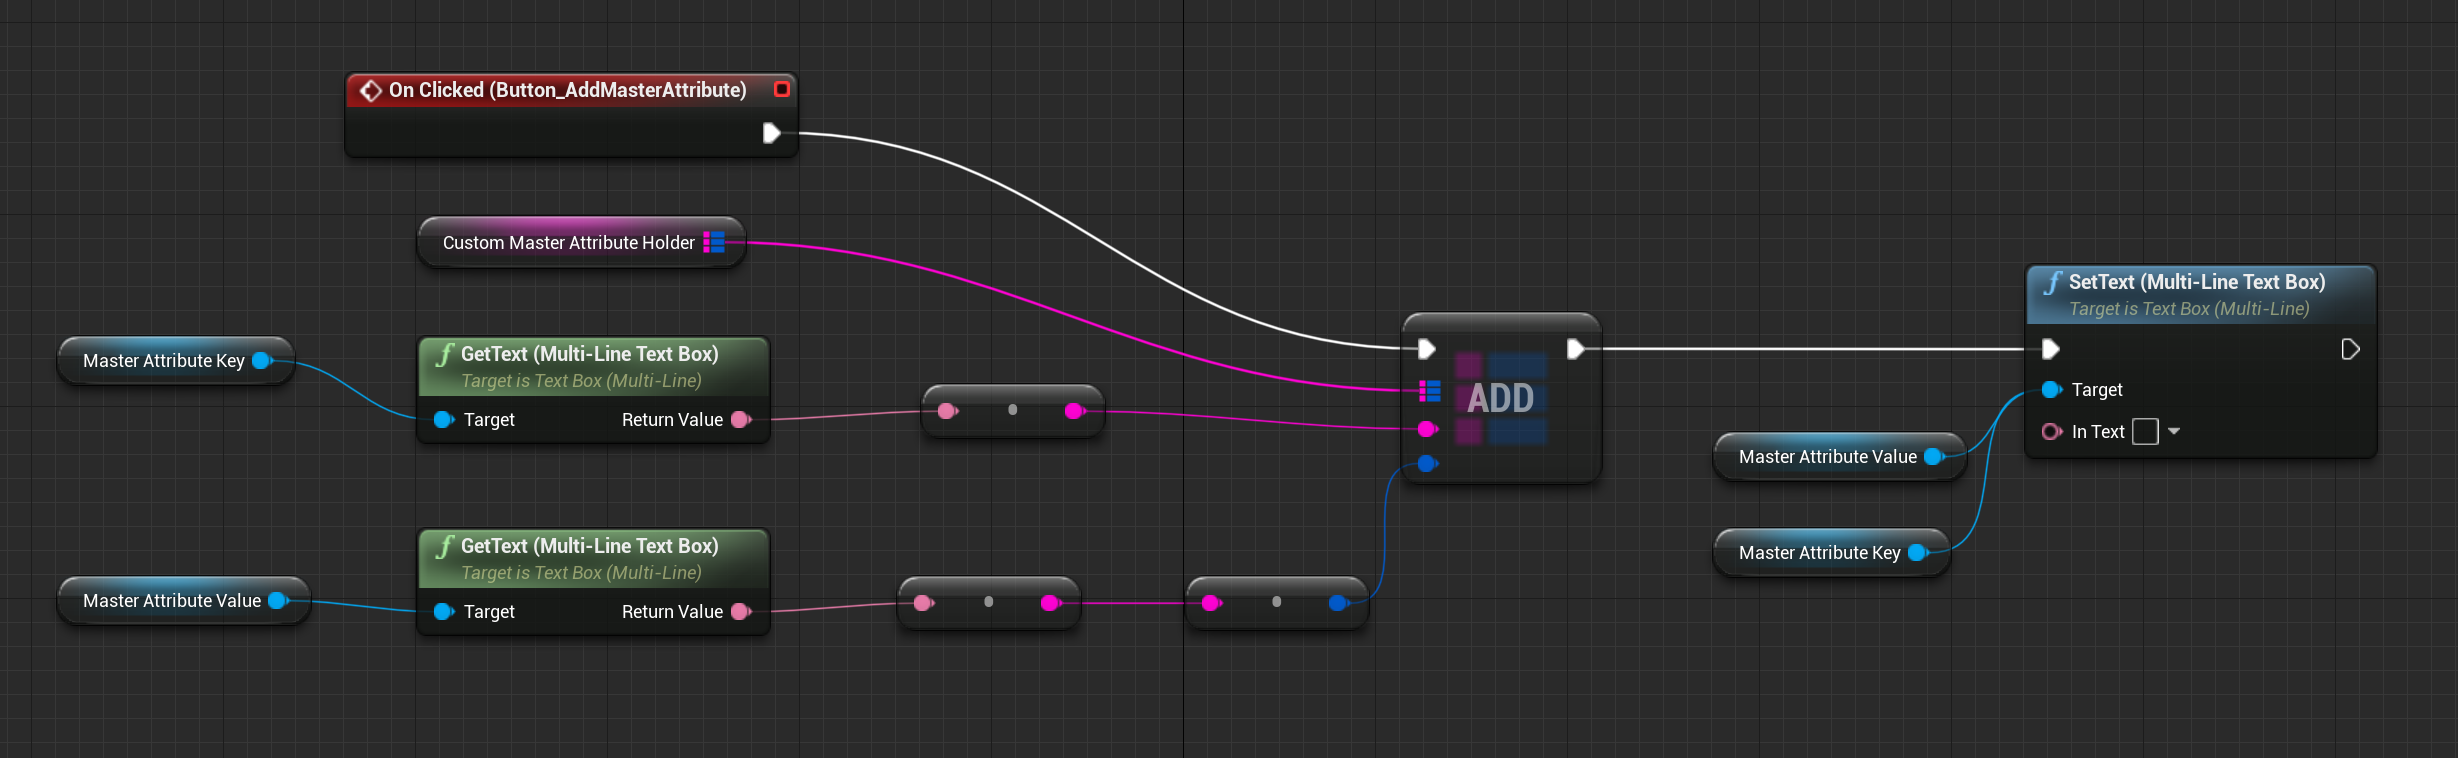 On Clicked (Button_AddMasterAttribute)
Custom Master Attribute Holder
Master Attribute Key
GetText (Multi-Line Text Box)
Target is Text Box (Multi-Line)
Target
Return Value
Master Attribute Value
GetText (Multi-Line Text Box)
Target is Text Box (Multi-Line)
Target
Return Value
ADD
Master Attribute Value
Master Attribute Key
SetText (Multi-Line Text Box)
Target is Text Box (Multi-Line)
Target
In Text